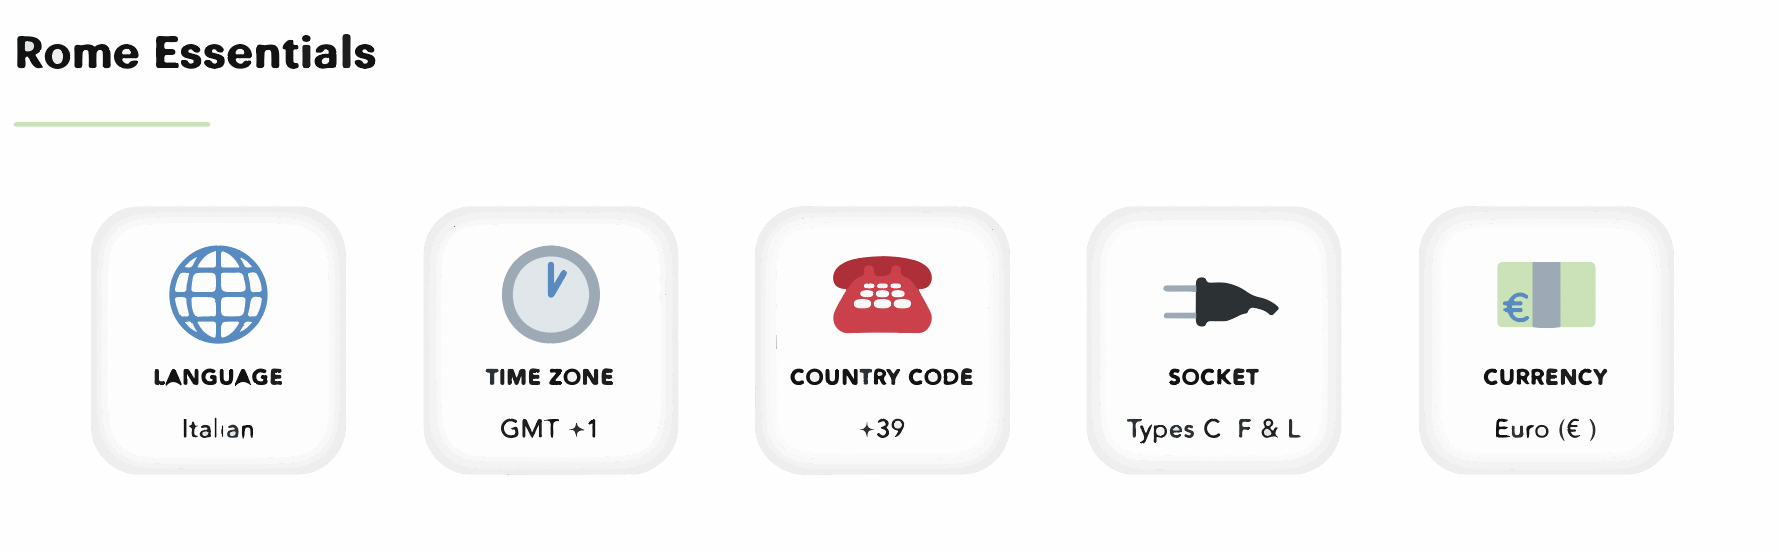 Rome Essentials
LANGUAGE
Italian
TIME ZONE
GMT +1
COUNTRY CODE
+39
SOCKET
Types C F & L
CURRENCY
€
Euro (€ )